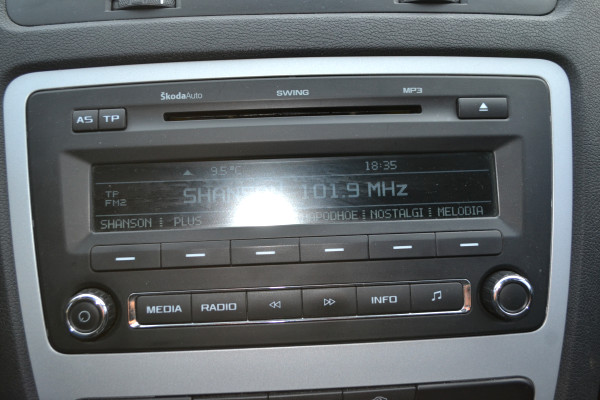 ŠkodaAuto SWING MP3
AS TP
9.5°C 18:35
TP SHANSON 101.9 MHz
FM2
SHANSON PLUS NOSTALGI MELODIA
MEDIA RADIO INFO